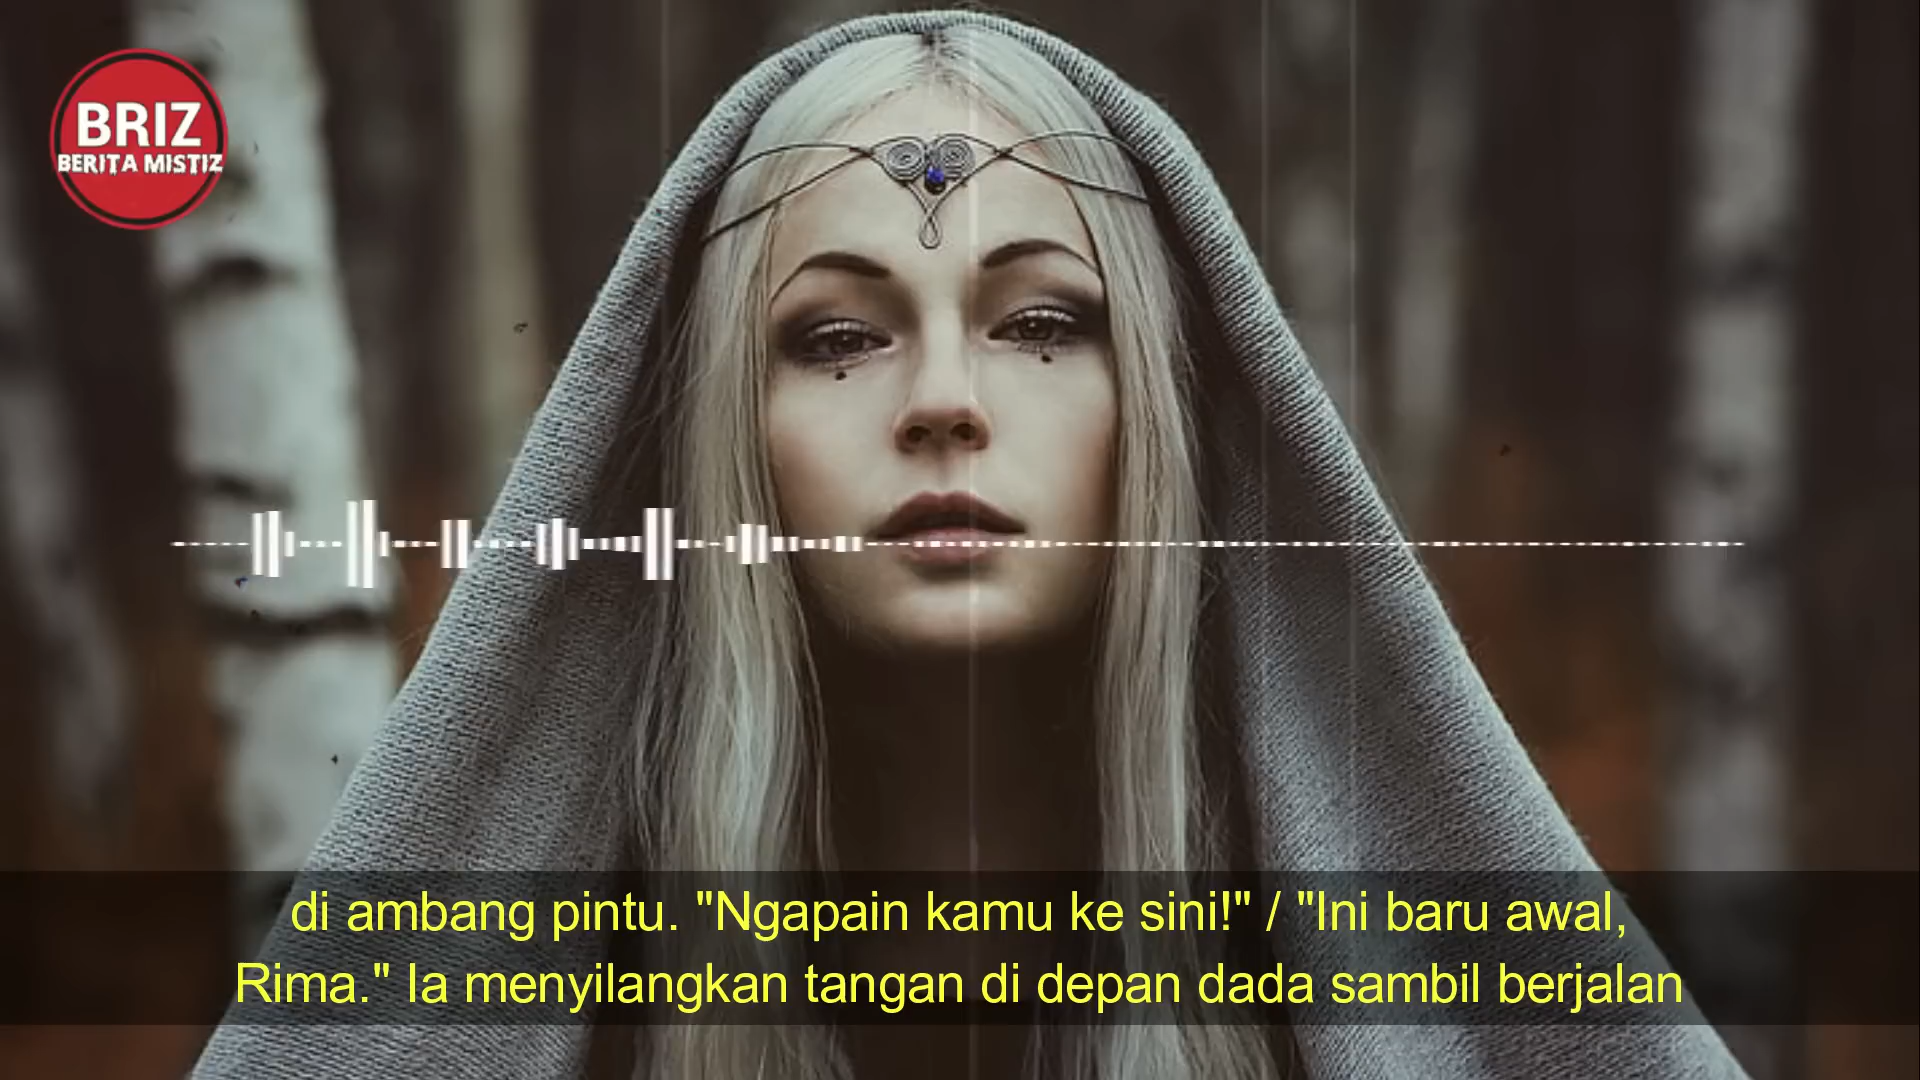 BRIZ
BERITA MISTIZ
di ambang pintu. "Ngapain kamu ke sini!" / "Ini baru awal,
Rima." Ia menyilangkan tangan di depan dada sambil berjalan